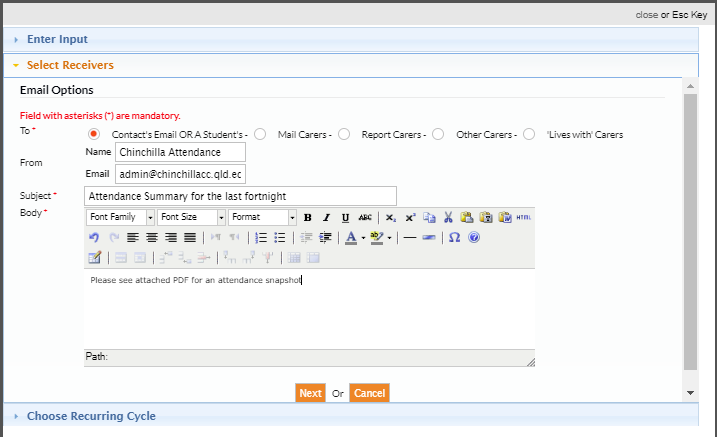 close or Esc Key
Enter Input
Select Receivers
Email Options
Field with asterisks (*) are mandatory.
To * Contact's Email OR A Student's - Mail Carers - Report Carers - Other Carers - 'Lives with' Carers
From
Name Chinchilla Attendance
Email admin@chinchillacc.qld.ec
Subject * Attendance Summary for the last fortnight
Body *
Font Family Font Size Format B I U ABC x₂ x² HTML
A ab Ω
Please see attached PDF for an attendance snapshot
Path:
Next Or Cancel
Choose Recurring Cycle